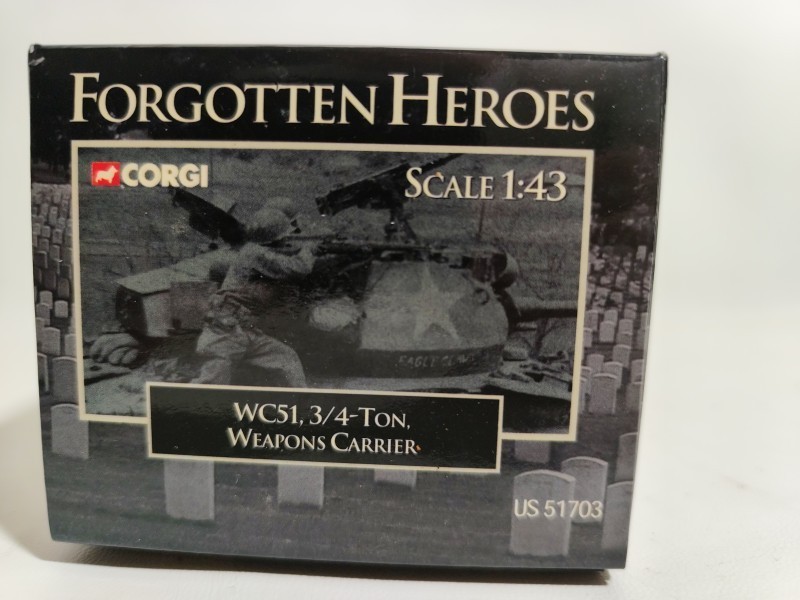 FORGOTTEN HEROES
CORGI
SCALE 1:43
WC51, 3/4-TON,
WEAPONS CARRIER
US 51703